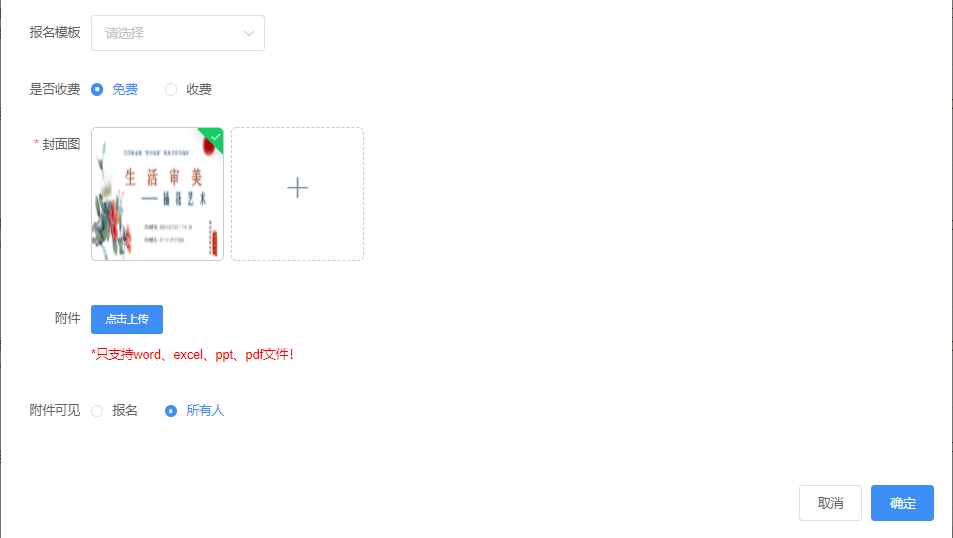 报名模板 请选择
是否收费 免费 收费
* 封面图
生活审美
——插花艺术
附件 点击上传
*只支持word、excel、ppt、pdf文件!
附件可见 报名 所有人
取消 确定